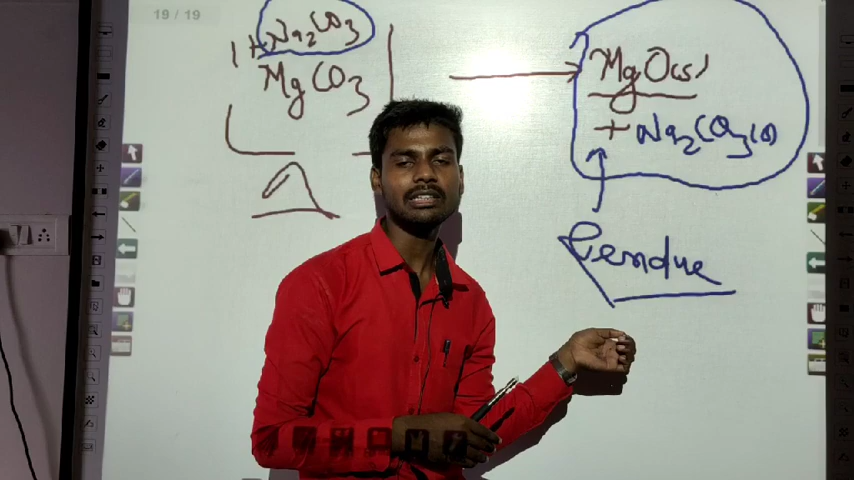 19 / 19
+ Na2CO3
MgCO3
MgO(s)
+ Na2CO3(s)
Residue